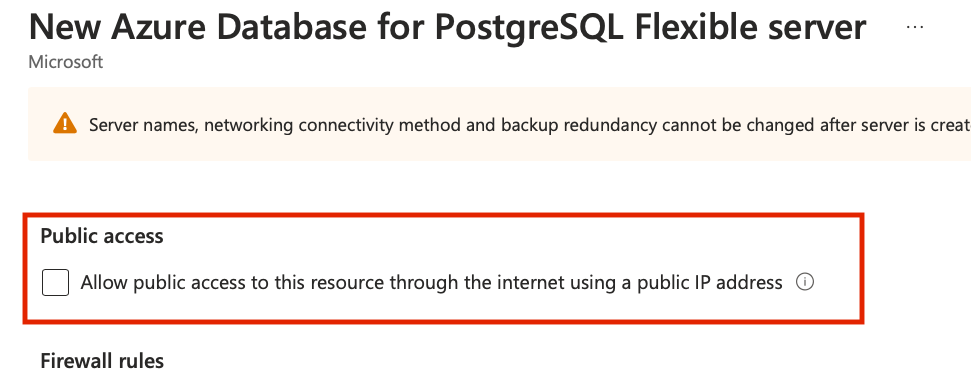 New Azure Database for PostgreSQL Flexible server ...
Microsoft
Server names, networking connectivity method and backup redundancy cannot be changed after server is creat
Public access
Allow public access to this resource through the internet using a public IP address
Firewall rules